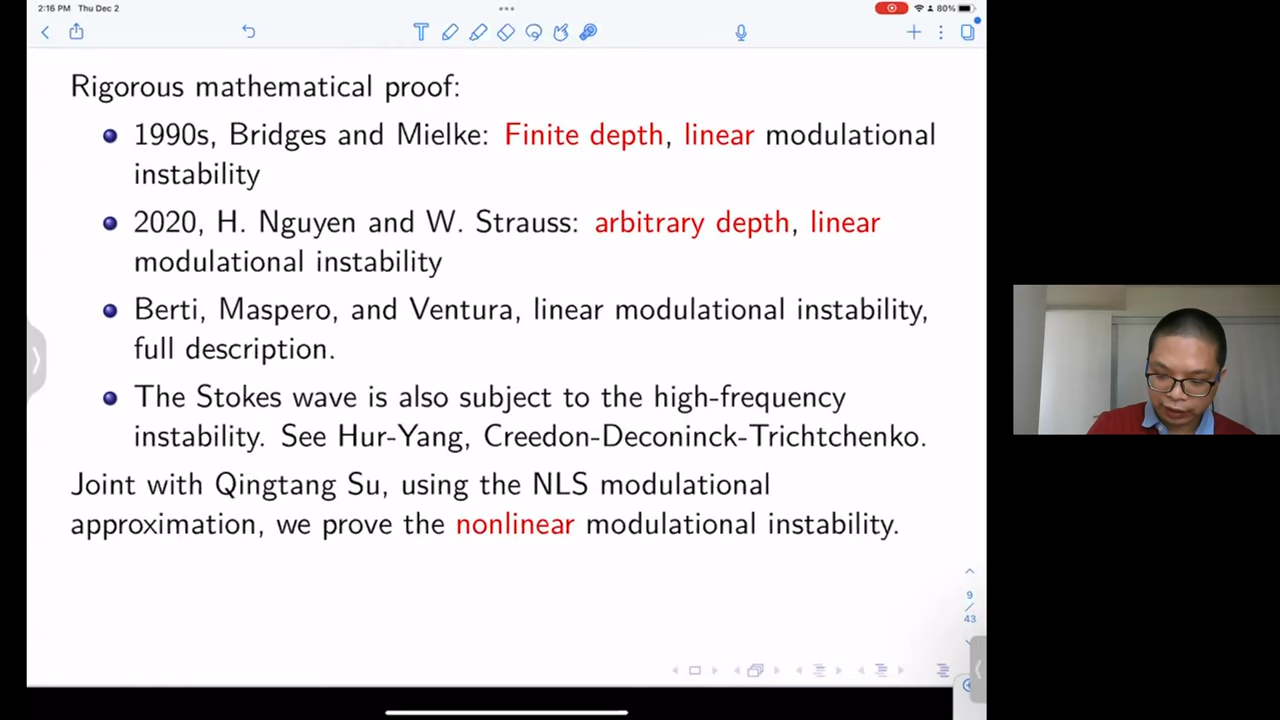 2:16 PM Thu Dec 2
80%
Rigorous mathematical proof:
1990s, Bridges and Mielke: Finite depth, linear modulational
instability
2020, H. Nguyen and W. Strauss: arbitrary depth, linear
modulational instability
Berti, Maspero, and Ventura, linear modulational instability,
full description.
The Stokes wave is also subject to the high-frequency
instability. See Hur-Yang, Creedon-Deconinck-Trichtchenko.
Joint with Qingtang Su, using the NLS modulational
approximation, we prove the nonlinear modulational instability.
9
/
43